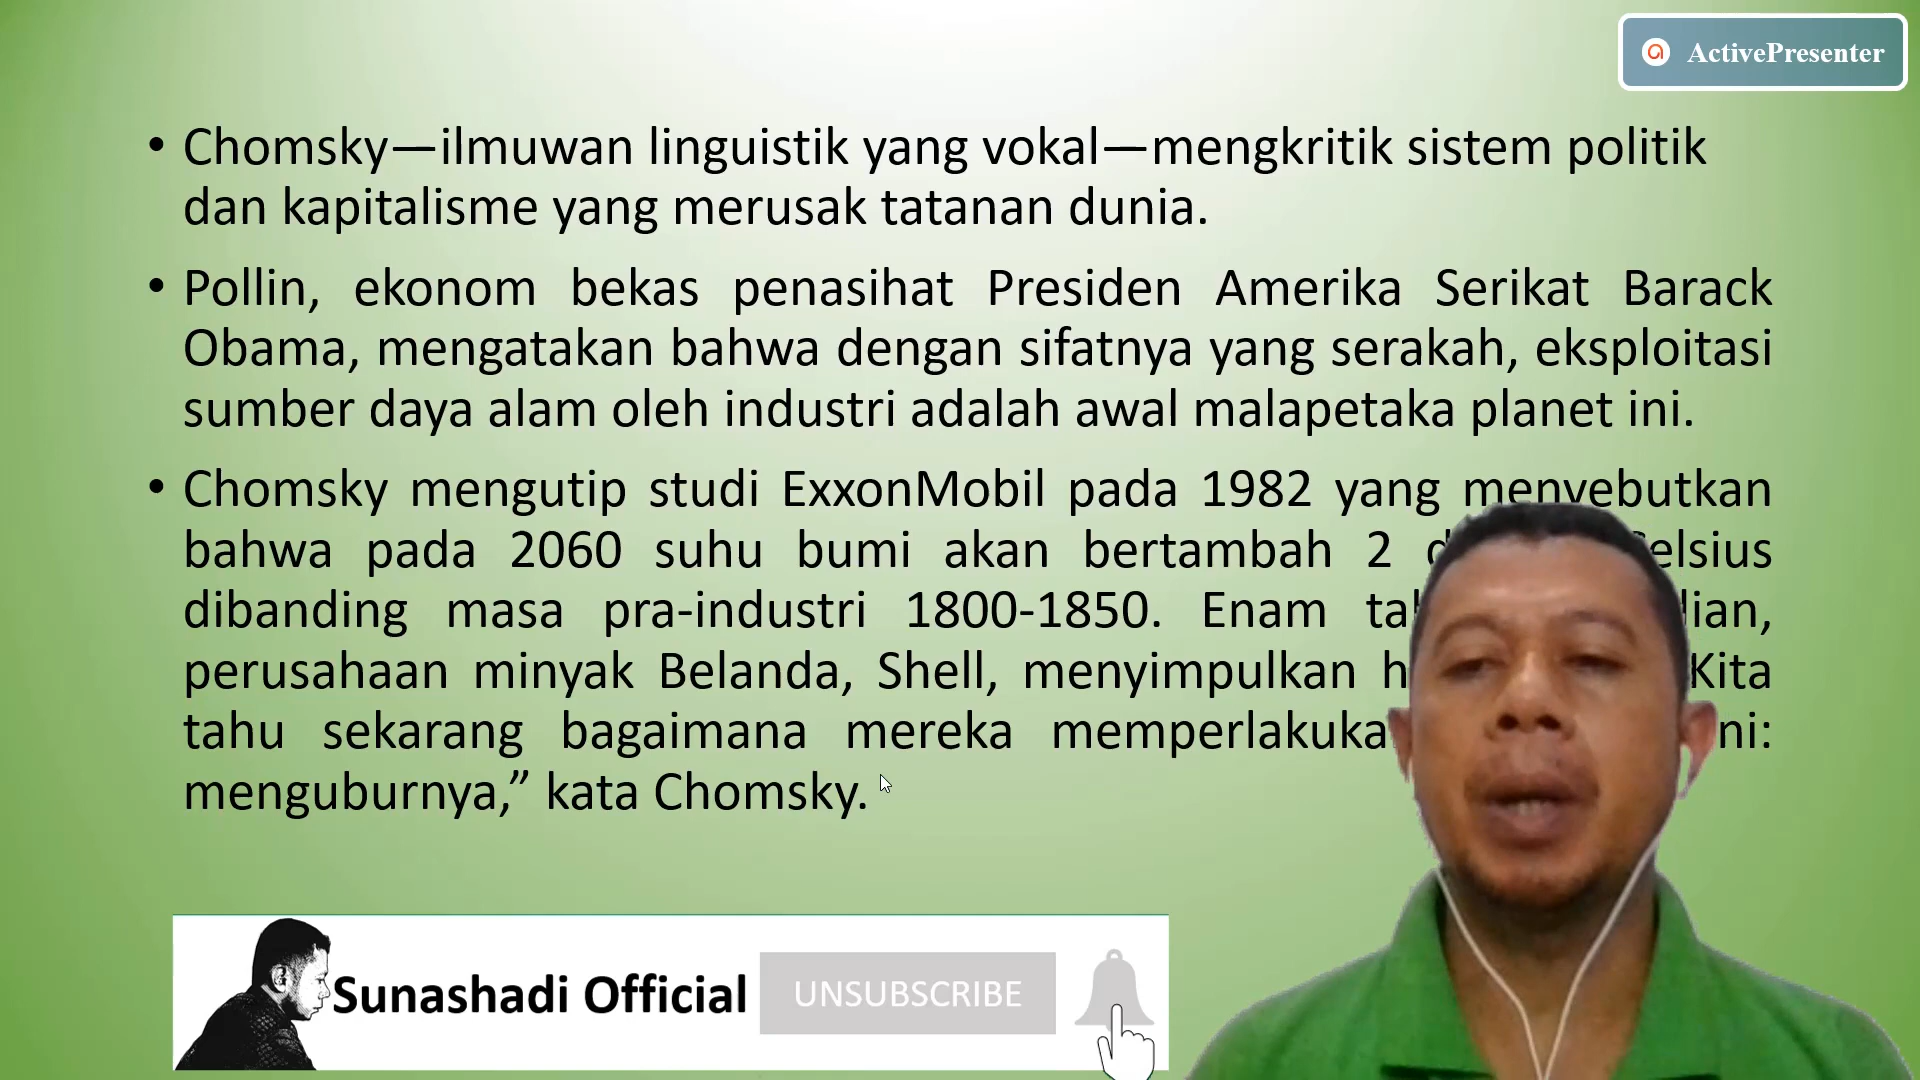 ActivePresenter
• Chomsky—ilmuwan linguistik yang vokal—mengkritik sistem politik
dan kapitalisme yang merusak tatanan dunia.
• Pollin, ekonom bekas penasihat Presiden Amerika Serikat Barack
Obama, mengatakan bahwa dengan sifatnya yang serakah, eksploitasi
sumber daya alam oleh industri adalah awal malapetaka planet ini.
• Chomsky mengutip studi ExxonMobil pada 1982 yang menyebutkan
bahwa pada 2060 suhu bumi akan bertambah 2 Celsius
dibanding masa pra-industri 1800-1850. Enam
perusahaan minyak Belanda, Shell, menyimpulkan Kita
tahu sekarang bagaimana mereka
menguburnya,” kata Chomsky.
Sunashadi Official UNSUBSCRIBE